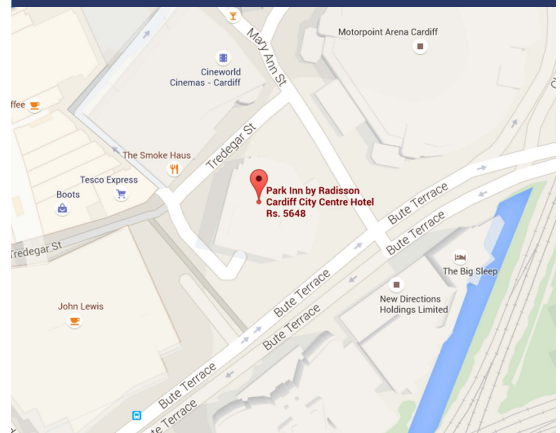 Motorpoint Arena Cardiff
Mary Ann St
Cineworld
Cinemas - Cardiff
ffee
Tredegar St
The Smoke Haus
Tesco Express
Boots
Park Inn by Radisson
Cardiff City Centre Hotel
Rs. 5648
Bute Terrace
Bute Terrace
Tredegar St
The Big Sleep
New Directions
Holdings Limited
John Lewis
Bute Terrace
Bute Terrace
Bute Terrace
te Terrace